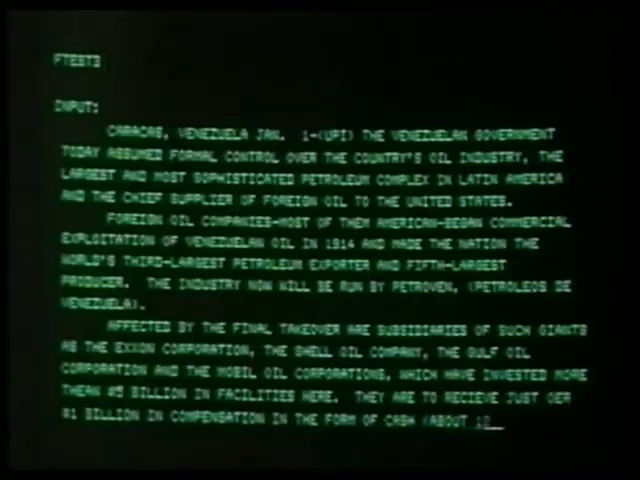 FTEST3
INPUT:
CARACAS, VENEZUELA JAN. 1-(UPI) THE VENEZUELAN GOVERNMENT
TODAY ASSUMED FORMAL CONTROL OVER THE COUNTRY'S OIL INDUSTRY, THE
LARGEST AND MOST SOPHISTICATED PETROLEUM COMPLEX IN LATIN AMERICA
AND THE CHIEF SUPPLIER OF FOREIGN OIL TO THE UNITED STATES.
FOREIGN OIL COMPANIES-MOST OF THEM AMERICAN-BEGAN COMMERCIAL
EXPLOITATION OF VENEZUELAN OIL IN 1914 AND MADE THE NATION THE
WORLD'S THIRD-LARGEST PETROLEUM EXPORTER AND FIFTH-LARGEST
PRODUCER. THE INDUSTRY NOW WILL BE RUN BY PETROVEN, (PETROLEOS DE
VENEZUELA).
AFFECTED BY THE FINAL TAKEOVER ARE SUBSIDIARIES OF SUCH GIANTS
AS THE EXXON CORPORATION, THE SHELL OIL COMPANY, THE GULF OIL
CORPORATION AND THE MOBIL OIL CORPORATIONS, WHICH HAVE INVESTED MORE
THEAN #5 BILLION IN FACILITIES HERE. THEY ARE TO RECIEVE JUST OER
#1 BILLION IN COMPENSATION IN THE FORM OF CASH (ABOUT 1